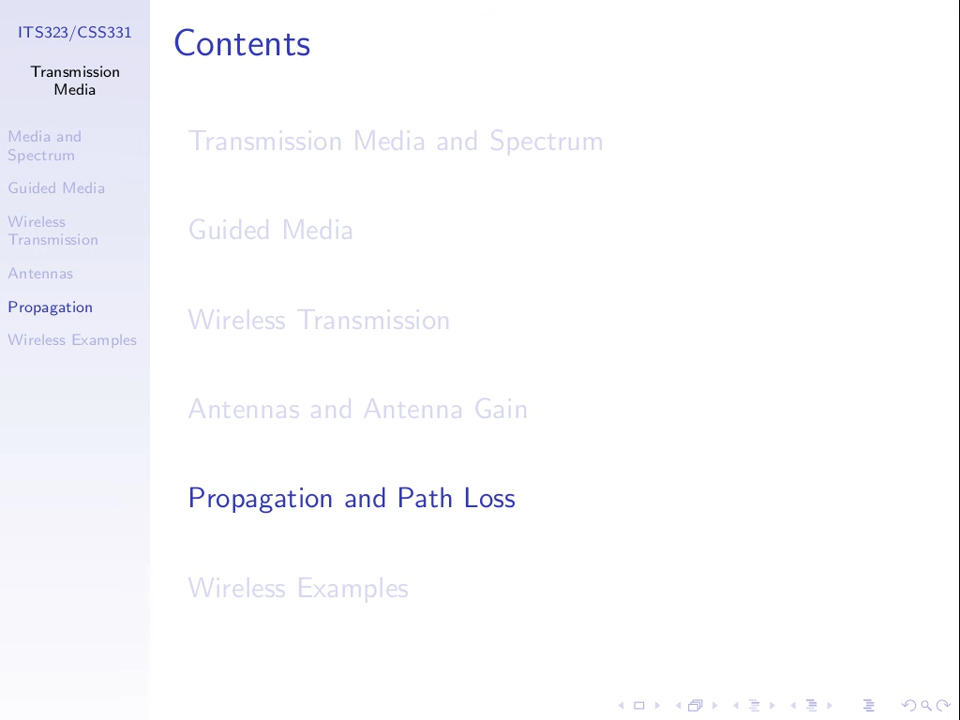 ITS323/CSS331
Transmission
Media
Media and
Spectrum
Guided Media
Wireless
Transmission
Antennas
Propagation
Wireless Examples
Contents
Transmission Media and Spectrum
Guided Media
Wireless Transmission
Antennas and Antenna Gain
Propagation and Path Loss
Wireless Examples